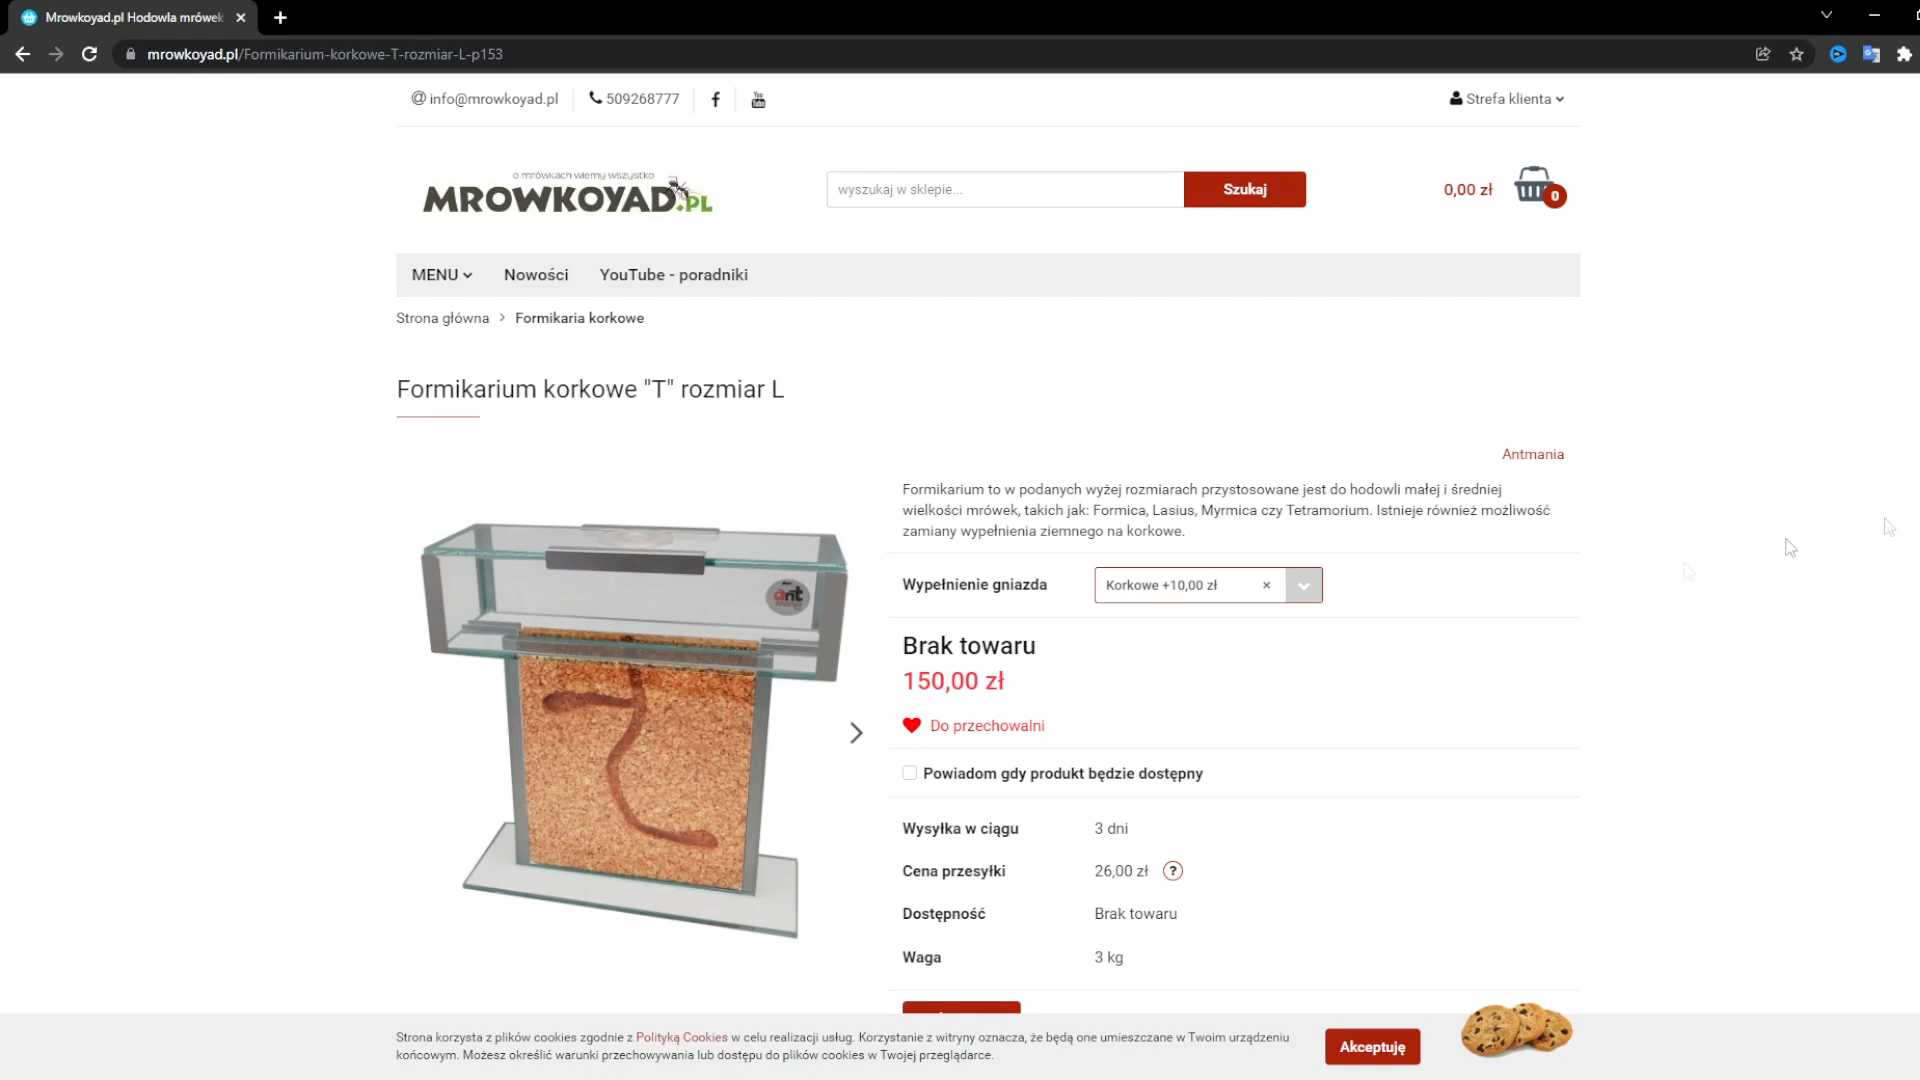 Mrowkoyad.pl Hodowla mrówek
mrowkoyad.pl/Formikarium-korkowe-T-rozmiar-L-p153
info@mrowkoyad.pl
509268777
You
Tube
Strefa klienta
o mrówkach wiemy wszystko
MROWKOYAD.PL
wyszukaj w sklepie...
Szukaj
0,00 zł
0
MENU
Nowości
YouTube - poradniki
Strona główna
Formikaria korkowe
Formikarium korkowe "T" rozmiar L
Antmania
Formikarium to w podanych wyżej rozmiarach przystosowane jest do hodowli małej i średniej
wielkości mrówek, takich jak: Formica, Lasius, Myrmica czy Tetramorium. Istnieje również możliwość
zamiany wypełnienia ziemnego na korkowe.
Wypełnienie gniazda
Korkowe +10,00 zł
×
ant
mania
Brak towaru
150,00 zł
Do przechowalni
Powiadom gdy produkt będzie dostępny
Wysyłka w ciągu
3 dni
Cena przesyłki
26,00 zł
?
Dostępność
Brak towaru
Waga
3 kg
Strona korzysta z plików cookies zgodnie z Polityką Cookies w celu realizacji usług. Korzystanie z witryny oznacza, że będą one umieszczane w Twoim urządzeniu
końcowym. Możesz określić warunki przechowywania lub dostępu do plików cookies w Twojej przeglądarce.
Akceptuję